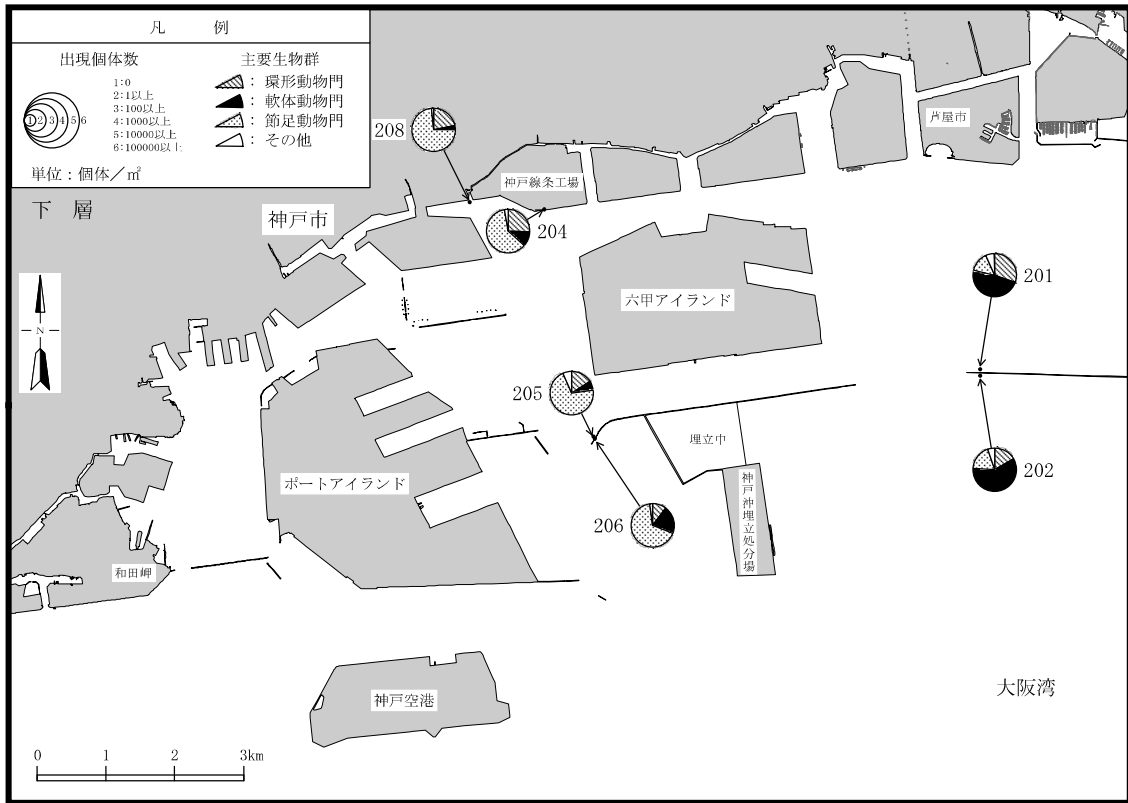 凡 例
出現個体数
1:0
2:1以上
3:100以上
4:1000以上
5:10000以上
6:100000以上
1 2 3 4 5 6
単位:個体/㎡
主要生物群
: 環形動物門
: 軟体動物門
: 節足動物門
: その他
下 層
神戸市
208
神戸線条工場
204
芦屋市
N
六甲アイランド
201
205
埋立中
ポートアイランド
202
神戸沖埋立処分場
206
和田岬
神戸空港
大阪湾
0 1 2 3km